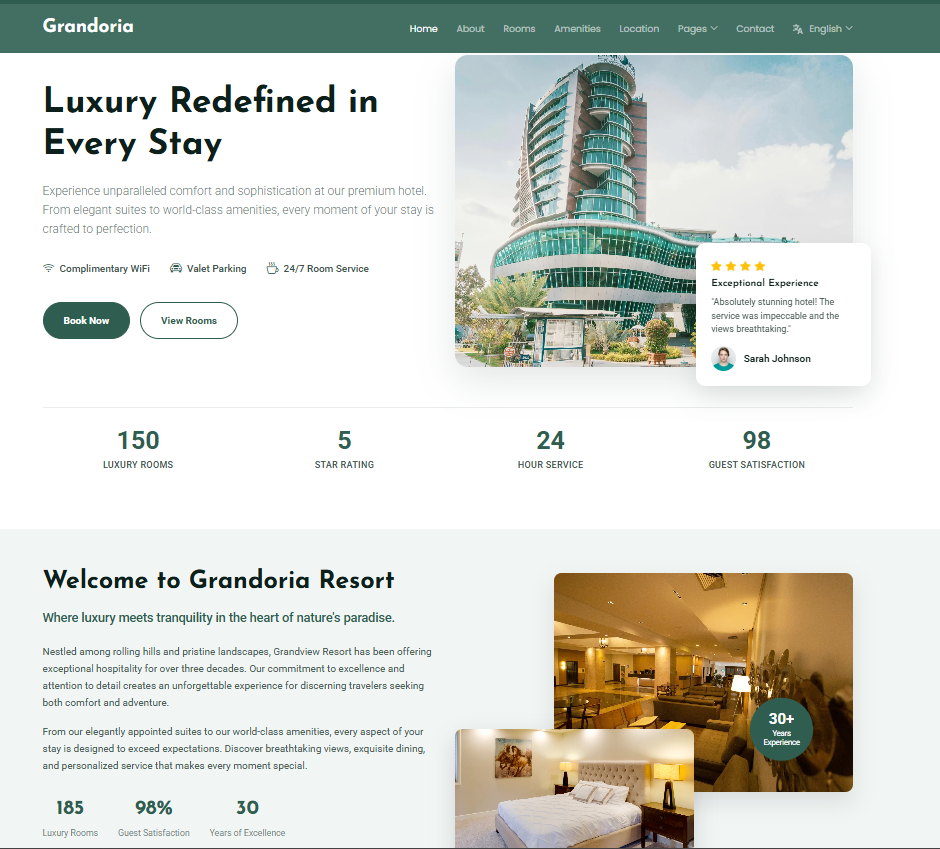 Grandoria
Home About Rooms Amenities Location Pages Contact English
Luxury Redefined in
Every Stay
Experience unparalleled comfort and sophistication at our premium hotel.
From elegant suites to world-class amenities, every moment of your stay is
crafted to perfection.
Complimentary WiFi Valet Parking 24/7 Room Service
Book Now View Rooms
Exceptional Experience
"Absolutely stunning hotel! The
service was impeccable and the
views breathtaking."
Sarah Johnson
150 5 24 98
LUXURY ROOMS STAR RATING HOUR SERVICE GUEST SATISFACTION
Welcome to Grandoria Resort
Where luxury meets tranquility in the heart of nature's paradise.
Nestled among rolling hills and pristine landscapes, Grandview Resort has been offering
exceptional hospitality for over three decades. Our commitment to excellence and
attention to detail creates an unforgettable experience for discerning travelers seeking
both comfort and adventure.
From our elegantly appointed suites to our world-class amenities, every aspect of your
stay is designed to exceed expectations. Discover breathtaking views, exquisite dining,
and personalized service that makes every moment special.
185 98% 30
Luxury Rooms Guest Satisfaction Years of Excellence
30+
Years
Experience